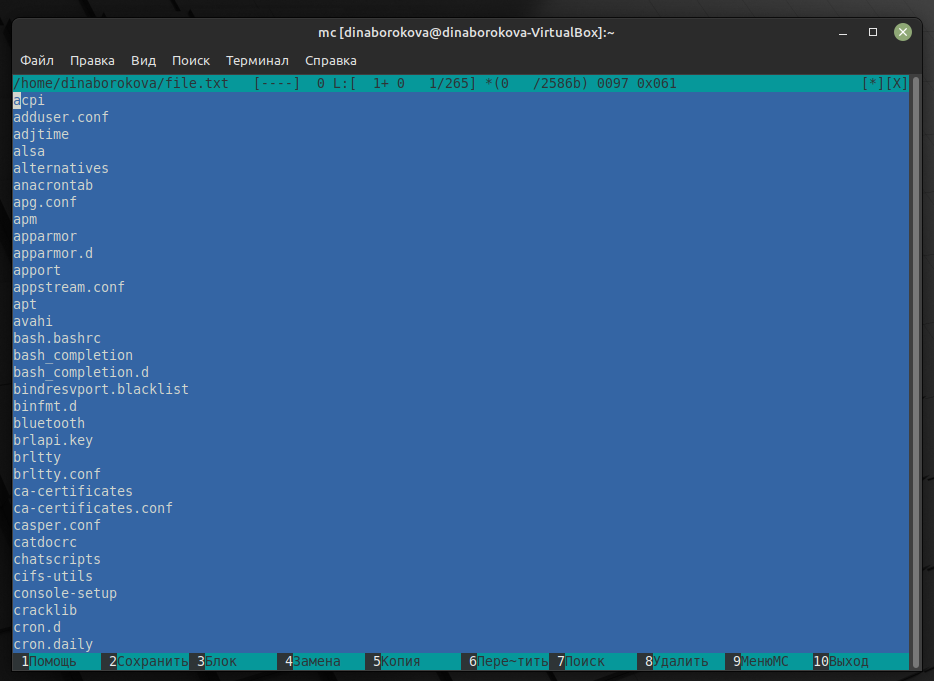 mc [dinaborokova@dinaborokova-VirtualBox]:~
Файл Правка Вид Поиск Терминал Справка
/home/dinaborokova/file.txt [----] 0 L:[ 1+ 0 1/265] *(0 /2586b) 0097 0x061 [*][X]
acpi
adduser.conf
adjtime
alsa
alternatives
anacrontab
apg.conf
apm
apparmor
apparmor.d
apport
appstream.conf
apt
avahi
bash.bashrc
bash_completion
bash_completion.d
bindresvport.blacklist
binfmt.d
bluetooth
brlapi.key
brltty
brltty.conf
ca-certificates
ca-certificates.conf
casper.conf
catdocrc
chatscripts
cifs-utils
console-setup
cracklib
cron.d
cron.daily
1Помощь 2Сохранить 3Блок 4Замена 5Копия 6Пере~тить 7Поиск 8Удалить 9МенюMC 10Выход